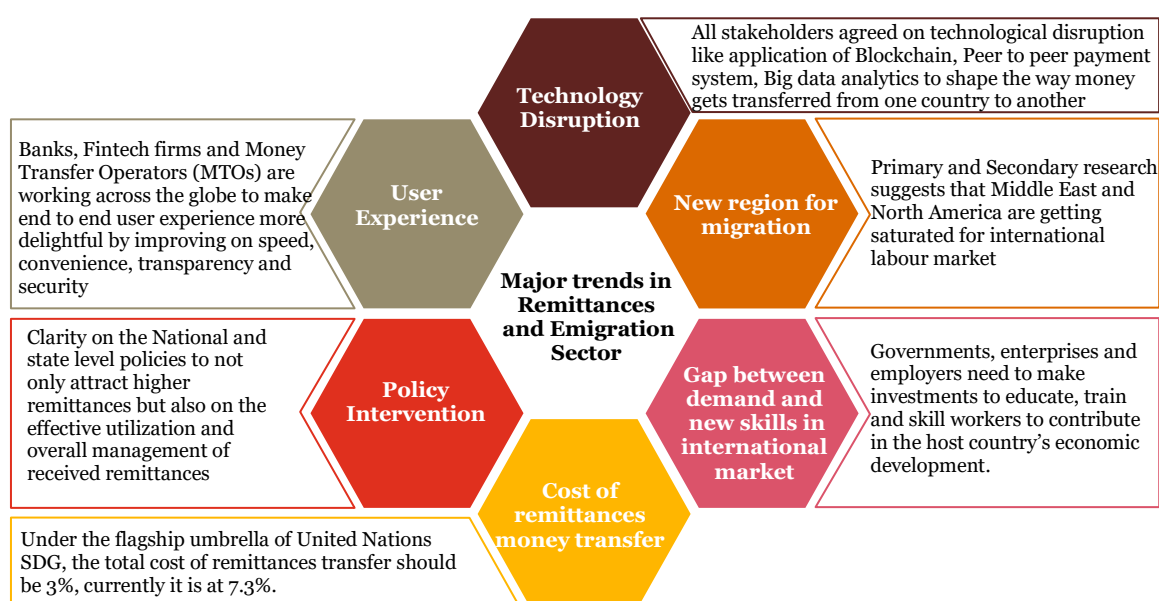 All stakeholders agreed on technological disruption
like application of Blockchain, Peer to peer payment
system, Big data analytics to shape the way money
gets transferred from one country to another
Technology
Disruption
Banks, Fintech firms and Money
Transfer Operators (MTOs) are
working across the globe to make
end to end user experience more
delightful by improving on speed,
convenience, transparency and
security
User
Experience
New region for
migration
Primary and Secondary research
suggests that Middle East and
North America are getting
saturated for international
labour market
Major trends in
Remittances
and Emigration
Sector
Clarity on the National and
state level policies to not
only attract higher
remittances but also on the
effective utilization and
overall management of
received remittances
Policy
Intervention
Gap between
demand and
new skills in
international
market
Governments, enterprises and
employers need to make
investments to educate, train
and skill workers to contribute
in the host country’s economic
development.
Cost of
remittances
money transfer
Under the flagship umbrella of United Nations
SDG, the total cost of remittances transfer should
be 3%, currently it is at 7.3%.